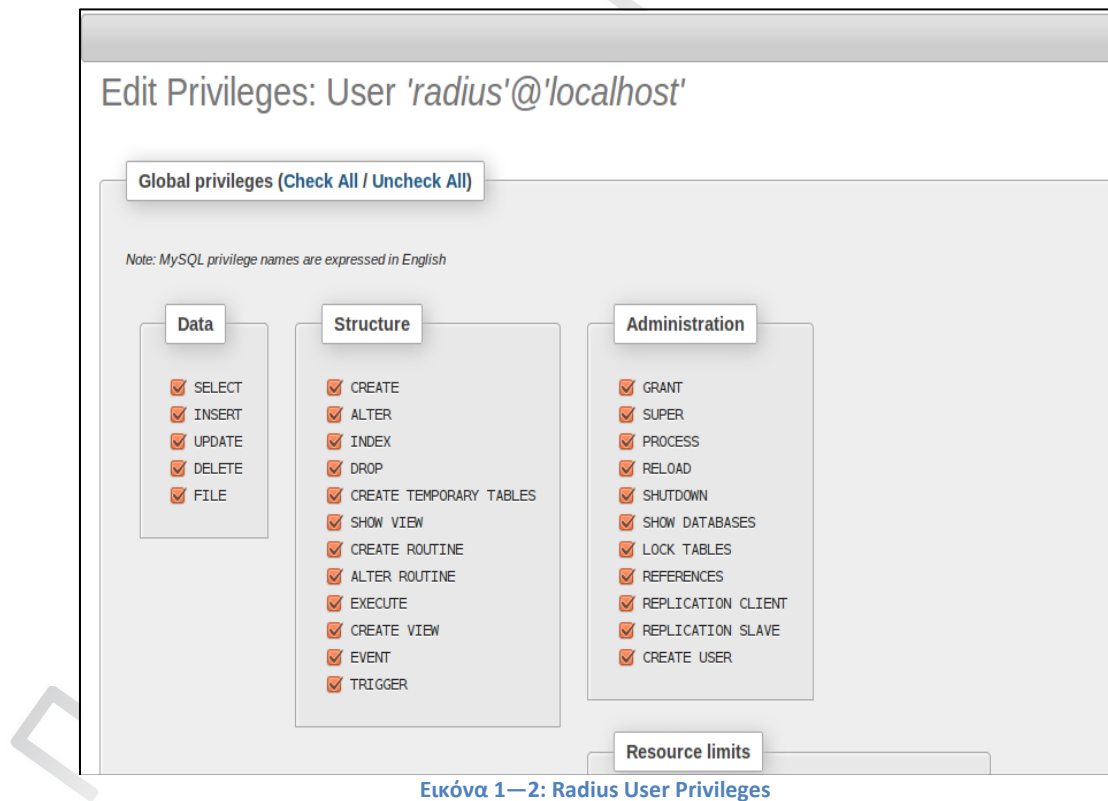 Edit Privileges: User 'radius'@'localhost'
Global privileges (Check All / Uncheck All)
Note: MySQL privilege names are expressed in English
Data
SELECT
INSERT
UPDATE
DELETE
FILE
Structure
CREATE
ALTER
INDEX
DROP
CREATE TEMPORARY TABLES
SHOW VIEW
CREATE ROUTINE
ALTER ROUTINE
EXECUTE
CREATE VIEW
EVENT
TRIGGER
Administration
GRANT
SUPER
PROCESS
RELOAD
SHUTDOWN
SHOW DATABASES
LOCK TABLES
REFERENCES
REPLICATION CLIENT
REPLICATION SLAVE
CREATE USER
Resource limits
Εικόνα 1—2: Radius User Privileges